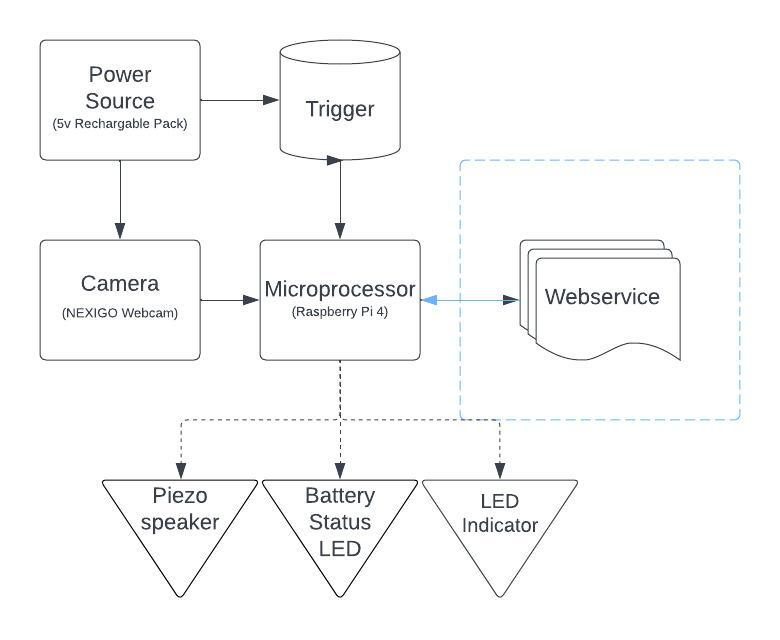 Power
Source
(5v Rechargable Pack)
Trigger
Camera
(NEXIGO Webcam)
Microprocessor
(Raspberry Pi 4)
Webservice
Piezo
speaker
Battery
Status
LED
LED
Indicator